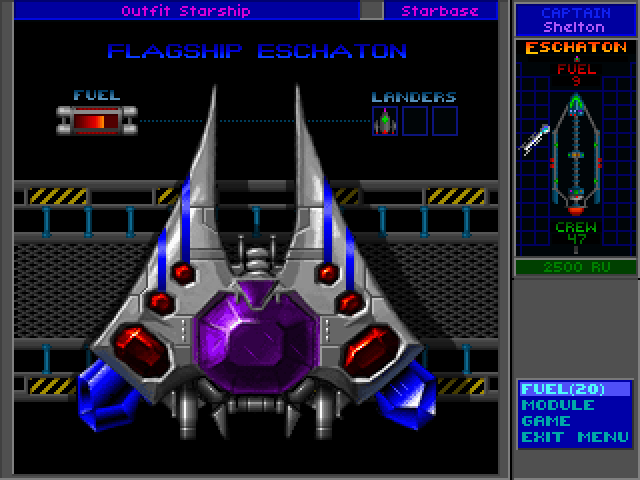 Outfit Starship
Starbase
FLAGSHIP ESCHATON
FUEL
LANDERS
CAPTAIN
Shelton
ESCHATON
FUEL
9
CREW
47
2500 RU
FUEL(20)
MODULE
GAME
EXIT MENU